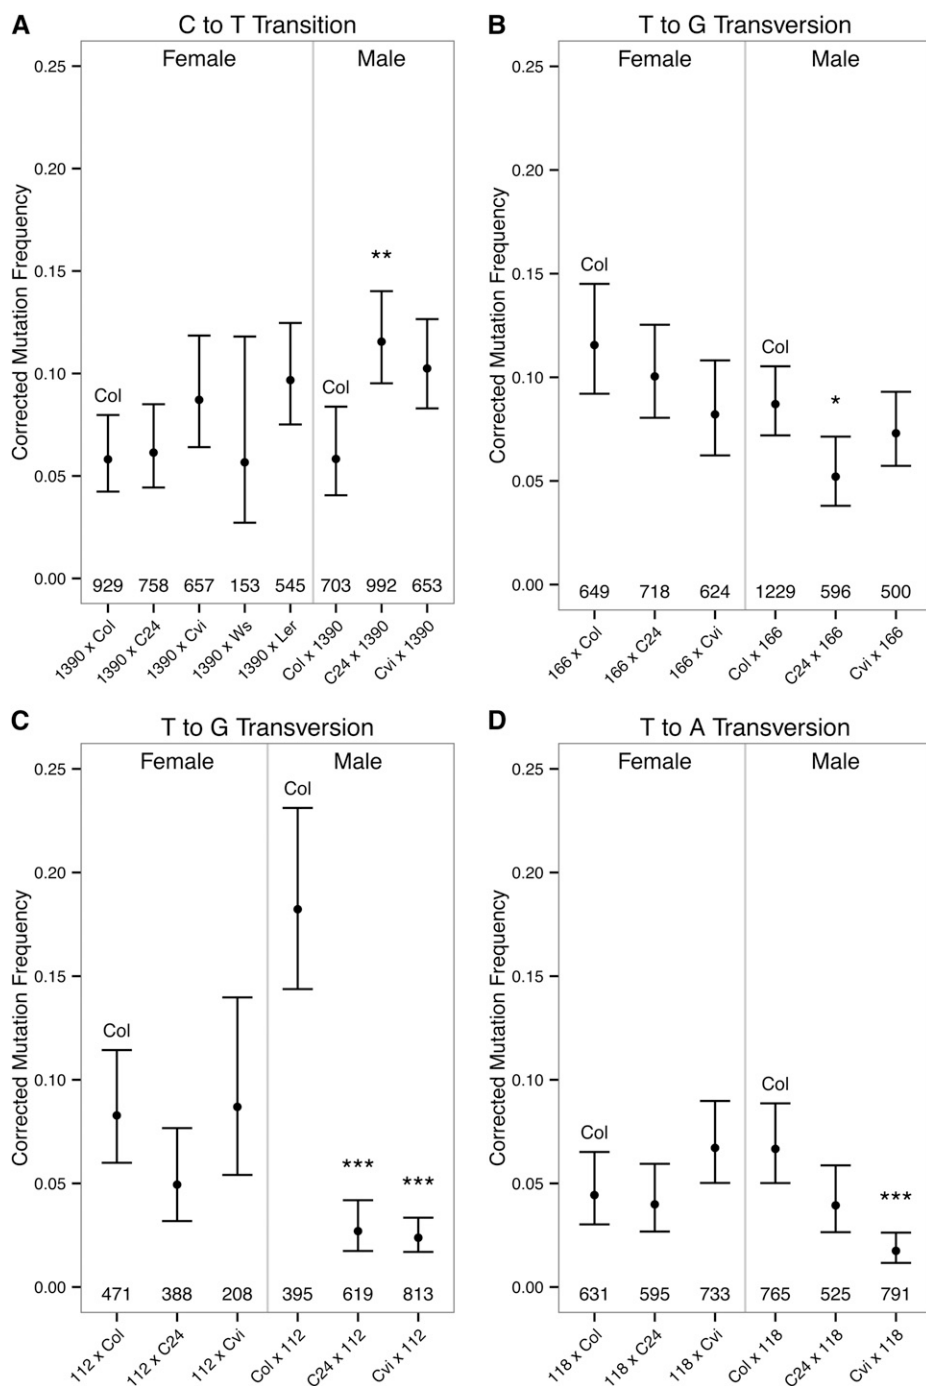 A
C to T Transition
Female
Male
Corrected Mutation Frequency
0.25
0.20
0.15
0.10
0.05
0.00
Col
Col
**
929 758 657 153 545 703 992 653
1390 x Col
1390 x C24
1390 x Cvi
1390 x Ws
1390 x Ler
Col x 1390
C24 x 1390
Cvi x 1390
B
T to G Transversion
Female
Male
Corrected Mutation Frequency
0.25
0.20
0.15
0.10
0.05
0.00
Col
Col
*
649 718 624 1229 596 500
166 x Col
166 x C24
166 x Cvi
Col x 166
C24 x 166
Cvi x 166
C
T to G Transversion
Female
Male
Corrected Mutation Frequency
0.25
0.20
0.15
0.10
0.05
0.00
Col
Col
***
***
471 388 208 395 619 813
112 x Col
112 x C24
112 x Cvi
Col x 112
C24 x 112
Cvi x 112
D
T to A Transversion
Female
Male
Corrected Mutation Frequency
0.25
0.20
0.15
0.10
0.05
0.00
Col
Col
***
631 595 733 765 525 791
118 x Col
118 x C24
118 x Cvi
Col x 118
C24 x 118
Cvi x 118